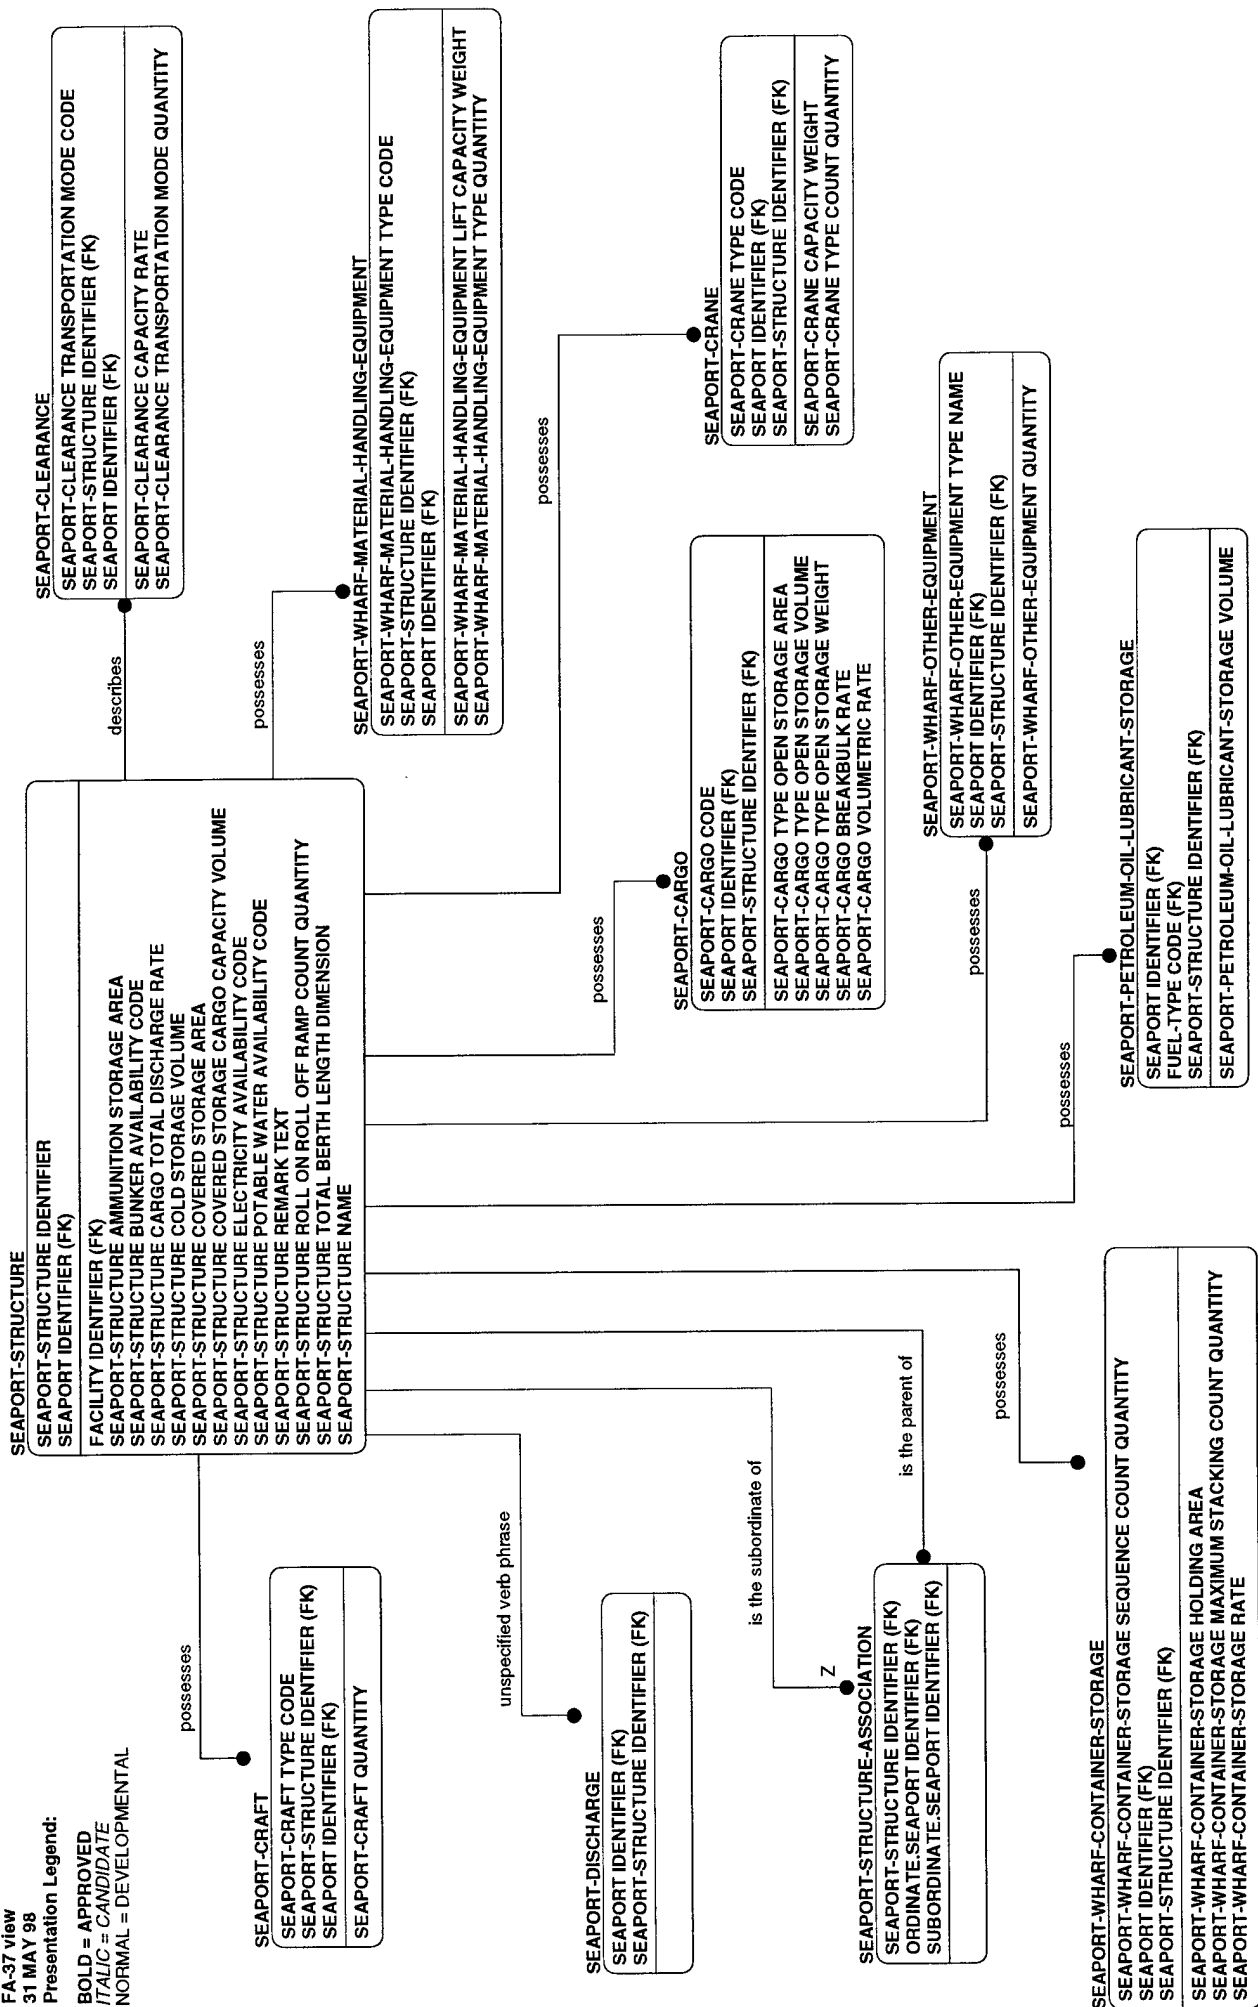 FA-37 view
31 MAY 98
Presentation Legend:
BOLD = APPROVED
ITALIC = CANDIDATE
NORMAL = DEVELOPMENTAL
SEAPORT-STRUCTURE
SEAPORT-STRUCTURE IDENTIFIER
SEAPORT IDENTIFIER (FK)
FACILITY IDENTIFIER (FK)
SEAPORT-STRUCTURE AMMUNITION STORAGE AREA
SEAPORT-STRUCTURE BUNKER AVAILABILITY CODE
SEAPORT-STRUCTURE CARGO TOTAL DISCHARGE RATE
SEAPORT-STRUCTURE COLD STORAGE VOLUME
SEAPORT-STRUCTURE COVERED STORAGE AREA
SEAPORT-STRUCTURE COVERED STORAGE CARGO CAPACITY VOLUME
SEAPORT-STRUCTURE ELECTRICITY AVAILABILITY CODE
SEAPORT-STRUCTURE POTABLE WATER AVAILABILITY CODE
SEAPORT-STRUCTURE REMARK TEXT
SEAPORT-STRUCTURE ROLL ON ROLL OFF RAMP COUNT QUANTITY
SEAPORT-STRUCTURE TOTAL BERTH LENGTH DIMENSION
SEAPORT-STRUCTURE NAME
describes
SEAPORT-CLEARANCE
SEAPORT-CLEARANCE TRANSPORTATION MODE CODE
SEAPORT-STRUCTURE IDENTIFIER (FK)
SEAPORT IDENTIFIER (FK)
SEAPORT-CLEARANCE CAPACITY RATE
SEAPORT-CLEARANCE TRANSPORTATION MODE QUANTITY
possesses
SEAPORT-WHARF-MATERIAL-HANDLING-EQUIPMENT
SEAPORT-WHARF-MATERIAL-HANDLING-EQUIPMENT TYPE CODE
SEAPORT-STRUCTURE IDENTIFIER (FK)
SEAPORT IDENTIFIER (FK)
SEAPORT-WHARF-MATERIAL-HANDLING-EQUIPMENT LIFT CAPACITY WEIGHT
SEAPORT-WHARF-MATERIAL-HANDLING-EQUIPMENT TYPE QUANTITY
possesses
SEAPORT-CRAFT
SEAPORT-CRAFT TYPE CODE
SEAPORT-STRUCTURE IDENTIFIER (FK)
SEAPORT IDENTIFIER (FK)
SEAPORT-CRAFT QUANTITY
unspecified verb phrase
SEAPORT-DISCHARGE
SEAPORT IDENTIFIER (FK)
SEAPORT-STRUCTURE IDENTIFIER (FK)
possesses
SEAPORT-CARGO
SEAPORT-CARGO CODE
SEAPORT IDENTIFIER (FK)
SEAPORT-STRUCTURE IDENTIFIER (FK)
SEAPORT-CARGO TYPE OPEN STORAGE AREA
SEAPORT-CARGO TYPE OPEN STORAGE VOLUME
SEAPORT-CARGO TYPE OPEN STORAGE WEIGHT
SEAPORT-CARGO BREAKBULK RATE
SEAPORT-CARGO VOLUMETRIC RATE
possesses
SEAPORT-CRANE
SEAPORT-CRANE TYPE CODE
SEAPORT IDENTIFIER (FK)
SEAPORT-STRUCTURE IDENTIFIER (FK)
SEAPORT-CRANE CAPACITY WEIGHT
SEAPORT-CRANE TYPE COUNT QUANTITY
is the subordinate of
Z
is the parent of
SEAPORT-STRUCTURE-ASSOCIATION
SEAPORT-STRUCTURE IDENTIFIER (FK)
ORDINATE.SEAPORT IDENTIFIER (FK)
SUBORDINATE.SEAPORT IDENTIFIER (FK)
possesses
SEAPORT-WHARF-OTHER-EQUIPMENT
SEAPORT-WHARF-OTHER-EQUIPMENT TYPE NAME
SEAPORT IDENTIFIER (FK)
SEAPORT-STRUCTURE IDENTIFIER (FK)
SEAPORT-WHARF-OTHER-EQUIPMENT QUANTITY
possesses
SEAPORT-WHARF-CONTAINER-STORAGE
SEAPORT-WHARF-CONTAINER-STORAGE SEQUENCE COUNT QUANTITY
SEAPORT IDENTIFIER (FK)
SEAPORT-STRUCTURE IDENTIFIER (FK)
SEAPORT-WHARF-CONTAINER-STORAGE HOLDING AREA
SEAPORT-WHARF-CONTAINER-STORAGE MAXIMUM STACKING COUNT QUANTITY
SEAPORT-WHARF-CONTAINER-STORAGE RATE
possesses
SEAPORT-PETROLEUM-OIL-LUBRICANT-STORAGE
SEAPORT IDENTIFIER (FK)
FUEL-TYPE CODE (FK)
SEAPORT-STRUCTURE IDENTIFIER (FK)
SEAPORT-PETROLEUM-OIL-LUBRICANT-STORAGE VOLUME